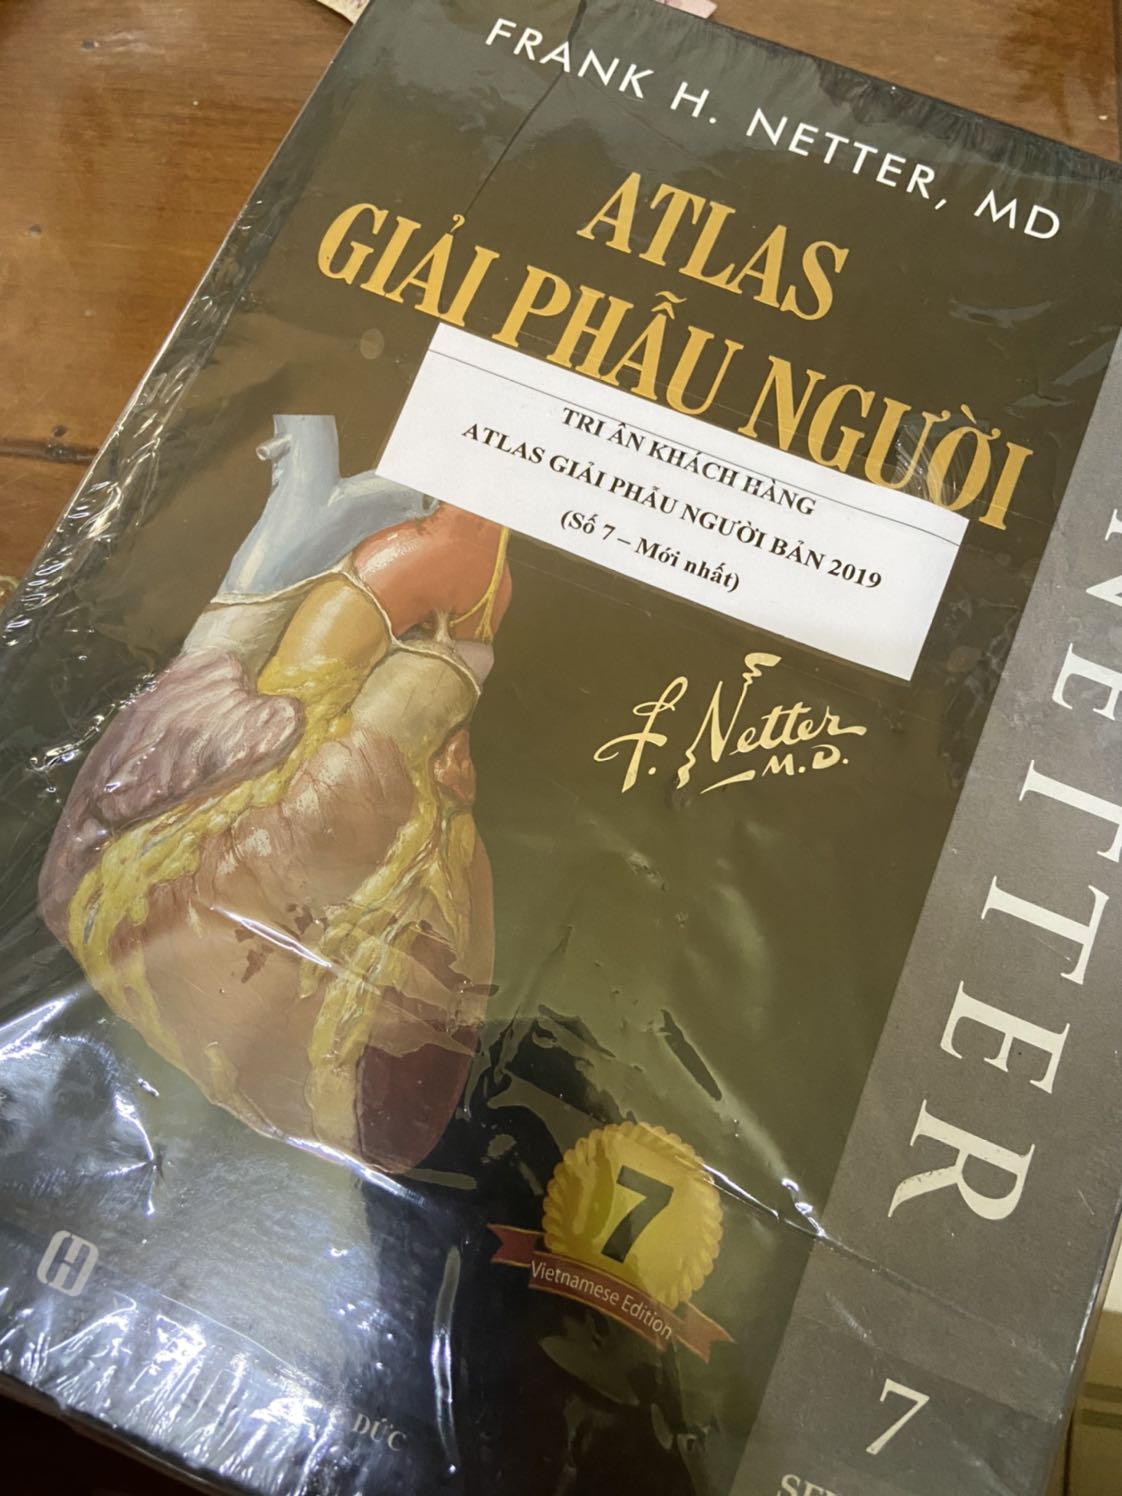 FRANK H. NETTER, MD
ATLAS
GIẢI PHẪU NGƯỜI
TRI ÂN KHÁCH HÀNG
ATLAS GIẢI PHẪU NGƯỜI BẢN 2019
(Số 7 – Mới nhất)
F. Netter
M.D.
7
Vietnamese Edition
ĐỨC
NETTER
7